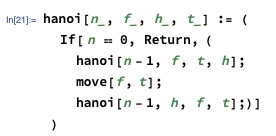 In[21]:= hanoi[n_, f_, h_, t_] := (
If[ n == 0, Return, (
hanoi[n - 1, f, t, h];
move[f, t];
hanoi[n - 1, h, f, t];)]
)